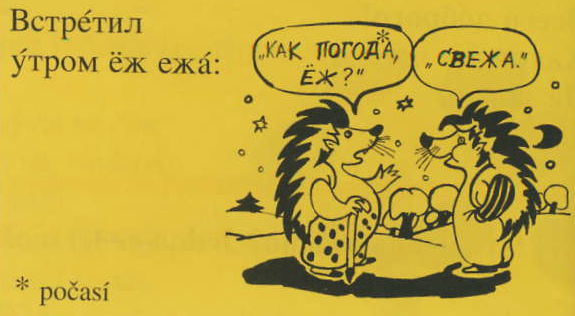 Встре́тил
у́тром ёж ежа́:
„КАК ПОГОДА*,
ЁЖ?"
„СВЕЖА."
* počasí